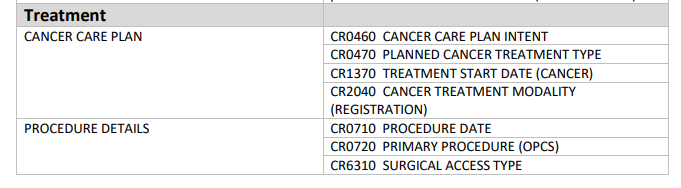 Treatment
CANCER CARE PLAN
CR0460 CANCER CARE PLAN INTENT
CR0470 PLANNED CANCER TREATMENT TYPE
CR1370 TREATMENT START DATE (CANCER)
CR2040 CANCER TREATMENT MODALITY
(REGISTRATION)
PROCEDURE DETAILS
CR0710 PROCEDURE DATE
CR0720 PRIMARY PROCEDURE (OPCS)
CR6310 SURGICAL ACCESS TYPE